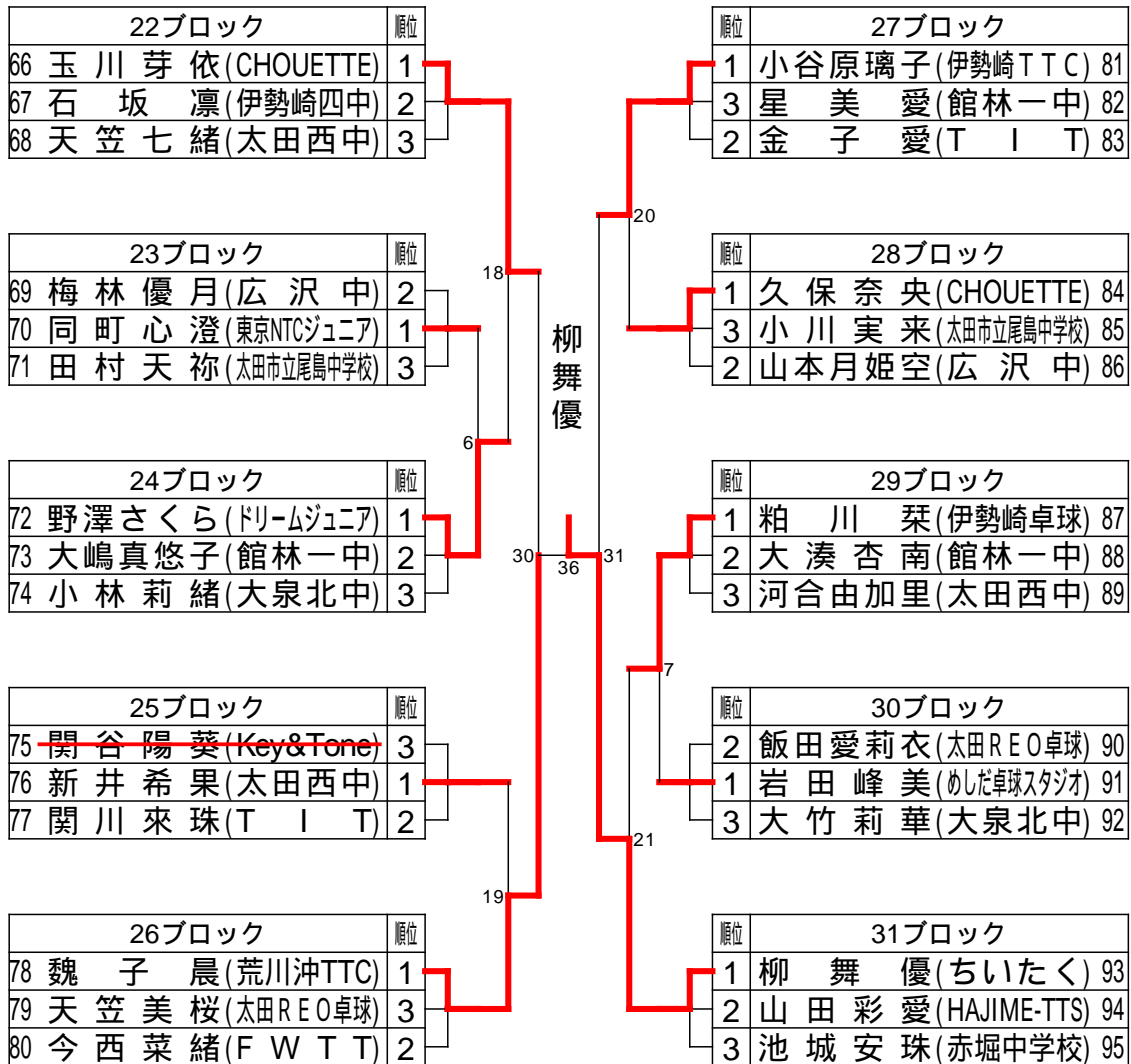 22ブロック 順位
66 玉川芽依(CHOUETTE) 1
67 石坂凛(伊勢崎四中) 2
68 天笠七緒(太田西中) 3
23ブロック 順位
69 梅林優月(広沢中) 2
70 同町心澄(東京NTCジュニア) 1
71 田村天祢(太田市立尾島中学校) 3
24ブロック 順位
72 野澤さくら(ドリームジュニア) 1
73 大嶋真悠子(館林一中) 2
74 小林莉緒(大泉北中) 3
25ブロック 順位
75 関谷陽葵(Key&Tone) 3
76 新井希果(太田西中) 1
77 関川來珠(TIT) 2
26ブロック 順位
78 魏子晨(荒川沖TTC) 1
79 天笠美桜(太田REO卓球) 3
80 今西菜緒(FWTT) 2
18
6
30
19
柳舞優
36
20
31
7
21
順位 27ブロック
1 小谷原璃子(伊勢崎TTC) 81
3 星美愛(館林一中) 82
2 金子愛(TIT) 83
順位 28ブロック
1 久保奈央(CHOUETTE) 84
3 小川実来(太田市立尾島中学校) 85
2 山本月姫空(広沢中) 86
順位 29ブロック
1 粕川栞(伊勢崎卓球) 87
2 大湊杏南(館林一中) 88
3 河合由加里(太田西中) 89
順位 30ブロック
2 飯田愛莉衣(太田REO卓球) 90
1 岩田峰美(めしだ卓球スタジオ) 91
3 大竹莉華(大泉北中) 92
順位 31ブロック
1 柳舞優(ちいたく) 93
2 山田彩愛(HAJIME-TTS) 94
3 池城安珠(赤堀中学校) 95